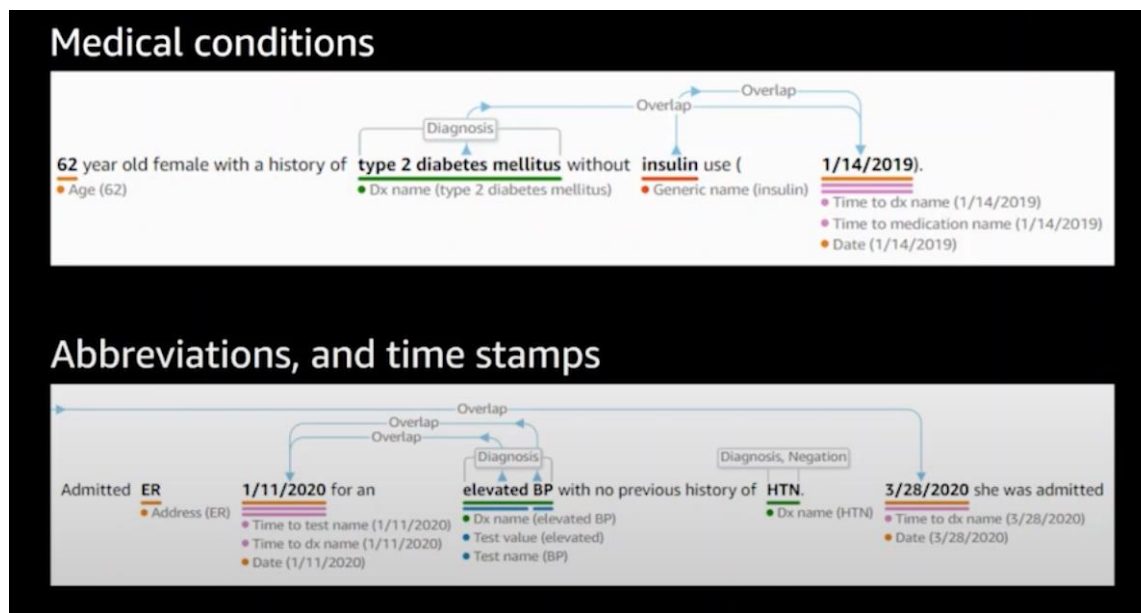 Medical conditions
Overlap
Overlap
Diagnosis
62 year old female with a history of type 2 diabetes mellitus without insulin use ( 1/14/2019).
• Age (62) • Dx name (type 2 diabetes mellitus) • Generic name (insulin)
• Time to dx name (1/14/2019)
• Time to medication name (1/14/2019)
• Date (1/14/2019)
Abbreviations, and time stamps
Overlap
Overlap
Overlap
Diagnosis Diagnosis, Negation
Admitted ER 1/11/2020 for an elevated BP with no previous history of HTN. 3/28/2020 she was admitted
• Address (ER) • Time to test name (1/11/2020) • Dx name (elevated BP) • Dx name (HTN) • Time to dx name (3/28/2020)
• Time to dx name (1/11/2020) • Test value (elevated) • Date (3/28/2020)
• Date (1/11/2020) • Test name (BP)